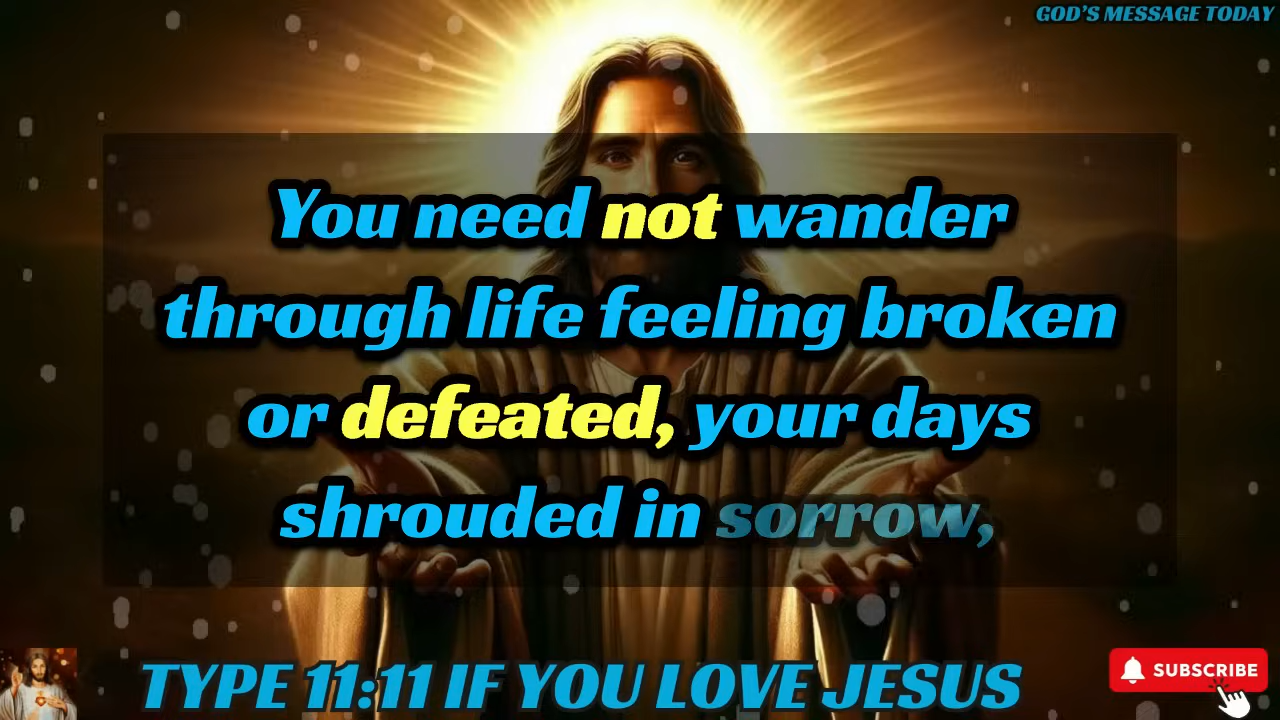 GOD'S MESSAGE TODAY
You need not wander
through life feeling broken
or defeated, your days
shrouded in sorrow,
TYPE 11:11 IF YOU LOVE JESUS
SUBSCRIBE